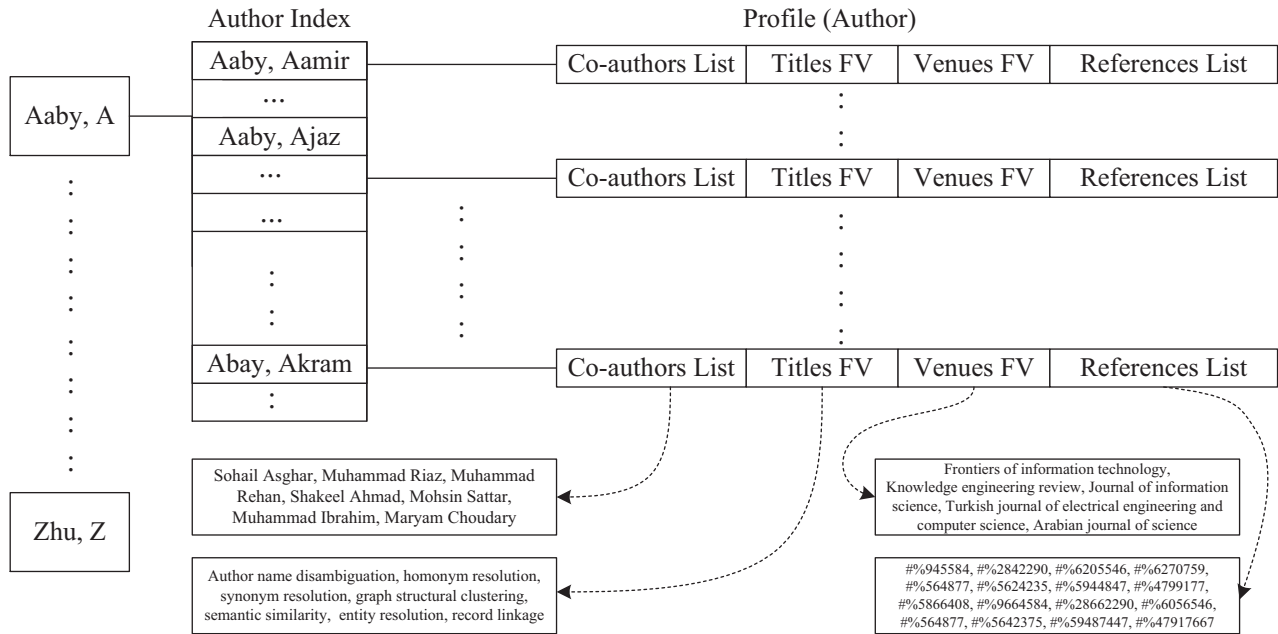 Author Index
Profile (Author)
Aaby, A
Zhu, Z
Aaby, Aamir
...
Aaby, Ajaz
...
...
Abay, Akram
Co-authors List Titles FV Venues FV References List
Co-authors List Titles FV Venues FV References List
Co-authors List Titles FV Venues FV References List
Sohail Asghar, Muhammad Riaz, Muhammad
Rehan, Shakeel Ahmad, Mohsin Sattar,
Muhammad Ibrahim, Maryam Choudary
Frontiers of information technology,
Knowledge engineering review, Journal of information
science, Turkish journal of electrical engineering and
computer science, Arabian journal of science
Author name disambiguation, homonym resolution,
synonym resolution, graph structural clustering,
semantic similarity, entity resolution, record linkage
#%945584, #%2842290, #%6205546, #%6270759,
#%564877, #%5624235, #%5944847, #%4799177,
#%5866408, #%9664584, #%28662290, #%6056546,
#%564877, #%5642375, #%59487447, #%47917667